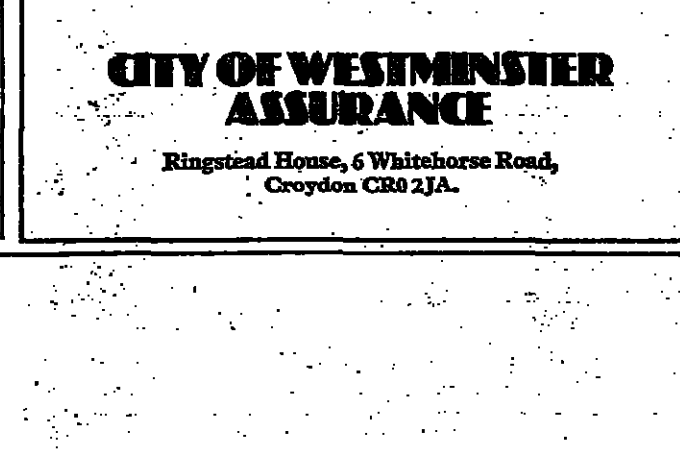 CITY OF WESTMINSTER
ASSURANCE
Ringstead House, 6 Whitehorse Road,
Croydon CR0 2JA.